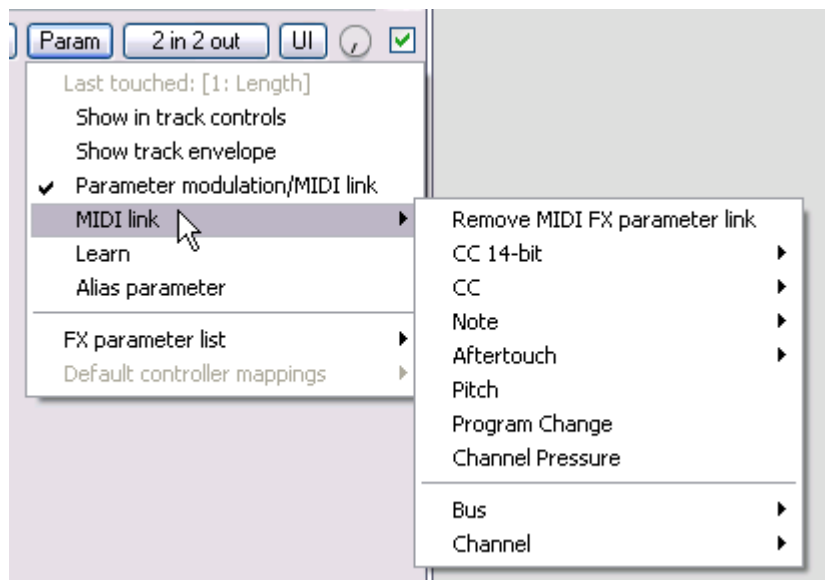 Param 2 in 2 out UI
Last touched: [1: Length]
Show in track controls
Show track envelope
Parameter modulation/MIDI link
MIDI link
Learn
Alias parameter
FX parameter list
Default controller mappings
Remove MIDI FX parameter link
CC 14-bit
CC
Note
Aftertouch
Pitch
Program Change
Channel Pressure
Bus
Channel